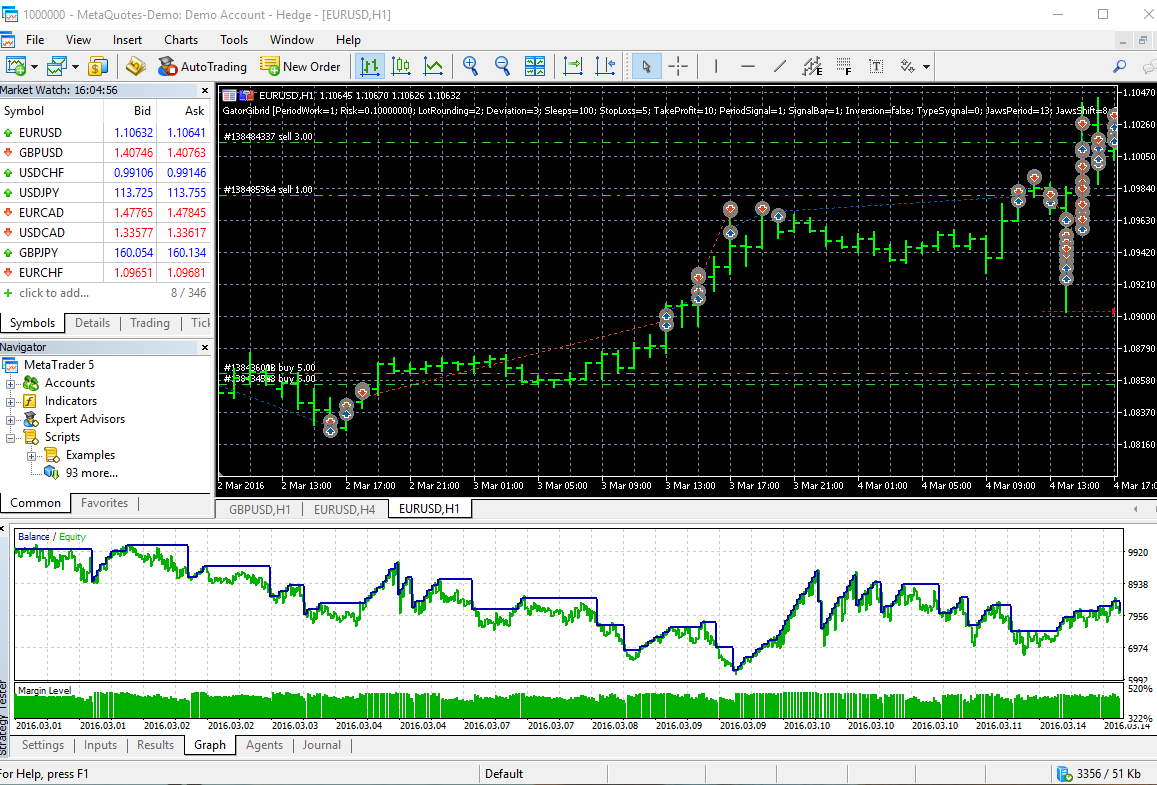 1000000 - MetaQuotes-Demo: Demo Account - Hedge - [EURUSD,H1]
File View Insert Charts Tools Window Help
AutoTrading New Order E F T
Market Watch: 16:04:56
Symbol Bid Ask
EURUSD 1.10632 1.10641
GBPUSD 1.40746 1.40763
USDCHF 0.99106 0.99146
USDJPY 113.725 113.755
EURCAD 1.47765 1.47845
USDCAD 1.33577 1.33617
GBPJPY 160.054 160.134
EURCHF 1.09651 1.09681
click to add... 8 / 346
Symbols Details Trading Tick
Navigator
MetaTrader 5
Accounts
Indicators
Expert Advisors
Scripts
Examples
93 more...
Common Favorites
EURUSD,H1 1.10645 1.10670 1.10626 1.10632
GatorGibrid [PeriodWork=1; Risk=0.10000000; LotRounding=2; Deviation=3; Sleeps=100; StopLoss=5; TakeProfit=10; PeriodSignal=1; SignalBar=1; Inversion=false; TypeSygnal=0; JawsPeriod=13; JawsShift=8;
#138484337 sell 3.00
#138485364 sell 1.00
buy 5.00
buy 5.00
1.10470
1.10260
1.10050
1.09840
1.09630
1.09420
1.09210
1.09000
1.08790
1.08580
1.08370
1.08160
2 Mar 2016 2 Mar 13:00 2 Mar 17:00 2 Mar 21:00 3 Mar 01:00 3 Mar 05:00 3 Mar 09:00 3 Mar 13:00 3 Mar 17:00 3 Mar 21:00 4 Mar 01:00 4 Mar 05:00 4 Mar 09:00 4 Mar 13:00 4 Mar 17:00
GBPUSD,H1 EURUSD,H4 EURUSD,H1
Balance / Equity
9920
8938
7956
6974
5992
Margin Level
520%
322%
2016.03.01 2016.03.01 2016.03.02 2016.03.02 2016.03.03 2016.03.04 2016.03.04 2016.03.07 2016.03.07 2016.03.08 2016.03.09 2016.03.09 2016.03.10 2016.03.10 2016.03.11 2016.03.14 2016.03.14
Strategy Tester
Settings Inputs Results Graph Agents Journal
For Help, press F1 Default 3356 / 51 Kb